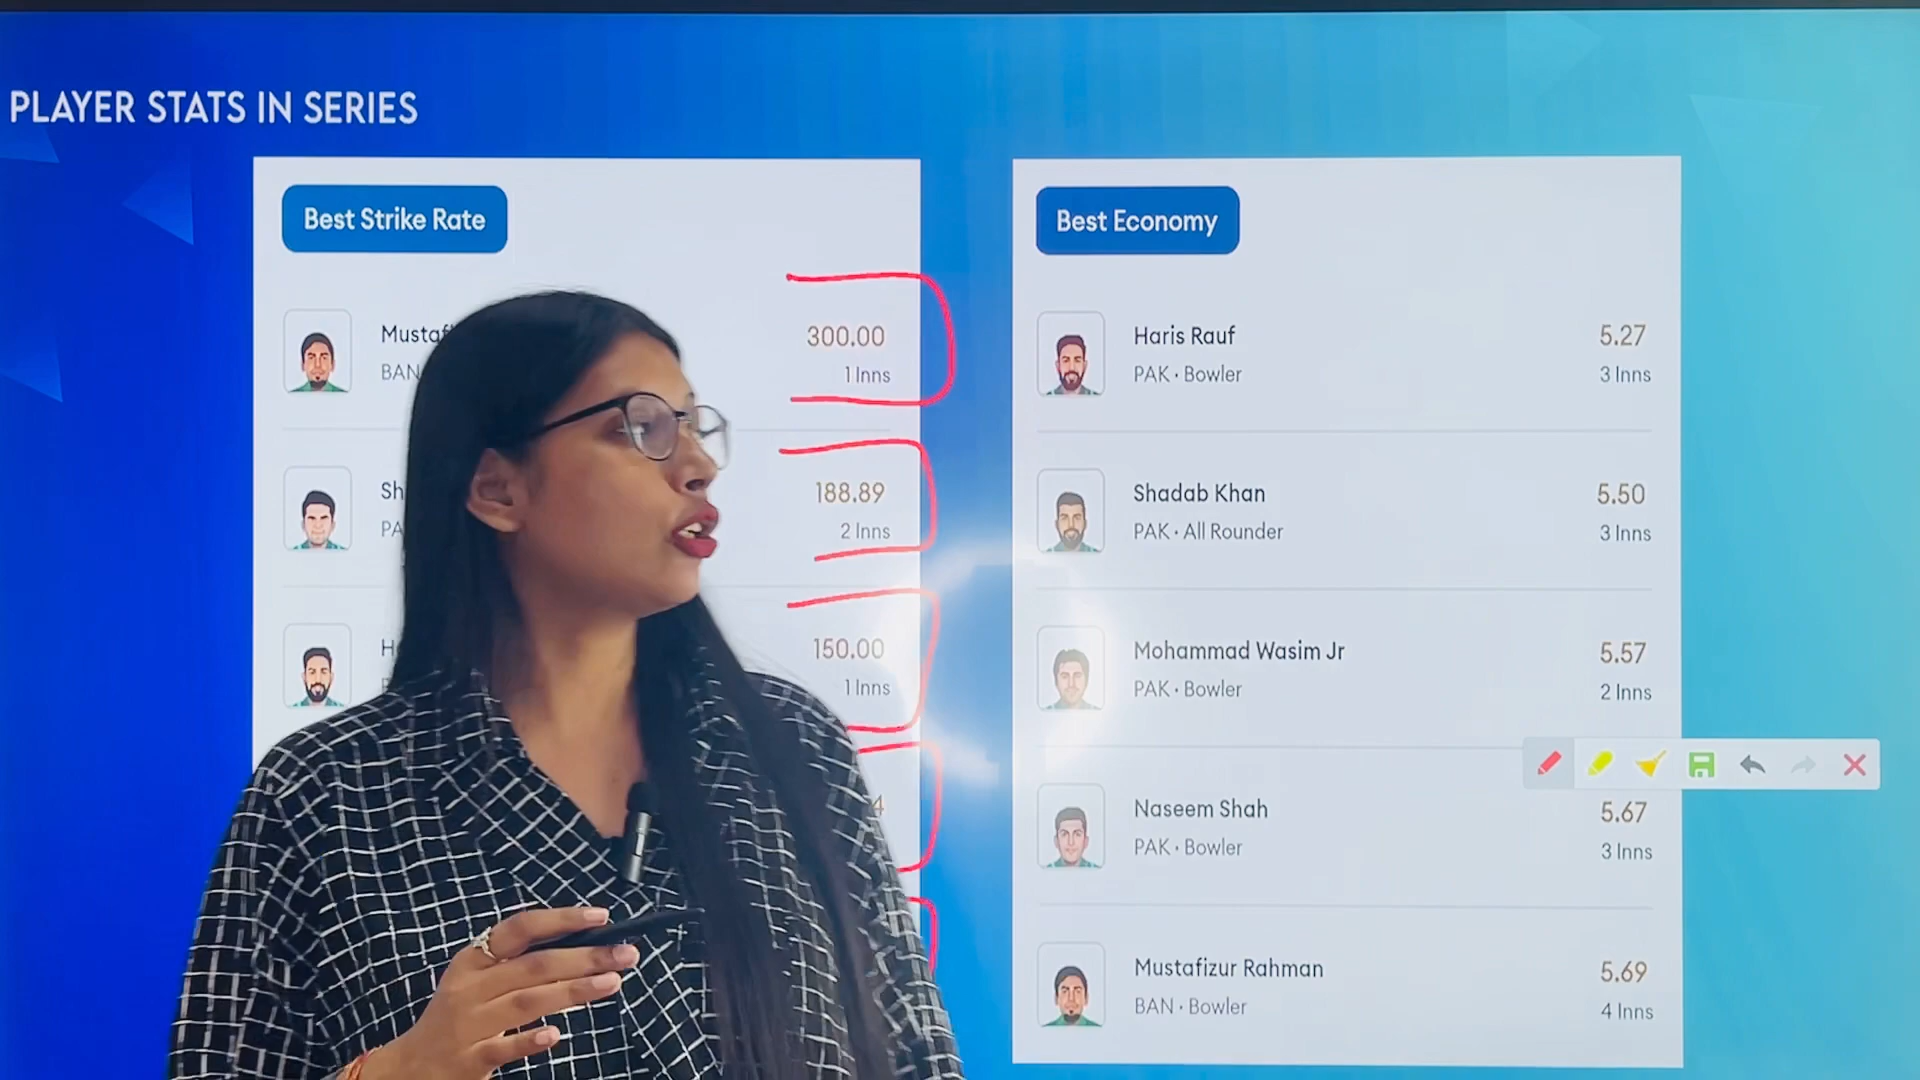 PLAYER STATS IN SERIES
Best Strike Rate
300.00
BAN
1 Inns
188.89
2 Inns
150.00
1 Inns
Best Economy
Haris Rauf 5.27
PAK · Bowler 3 Inns
Shadab Khan 5.50
PAK · All Rounder 3 Inns
Mohammad Wasim Jr 5.57
PAK · Bowler 2 Inns
Naseem Shah 5.67
PAK · Bowler 3 Inns
Mustafizur Rahman 5.69
BAN · Bowler 4 Inns